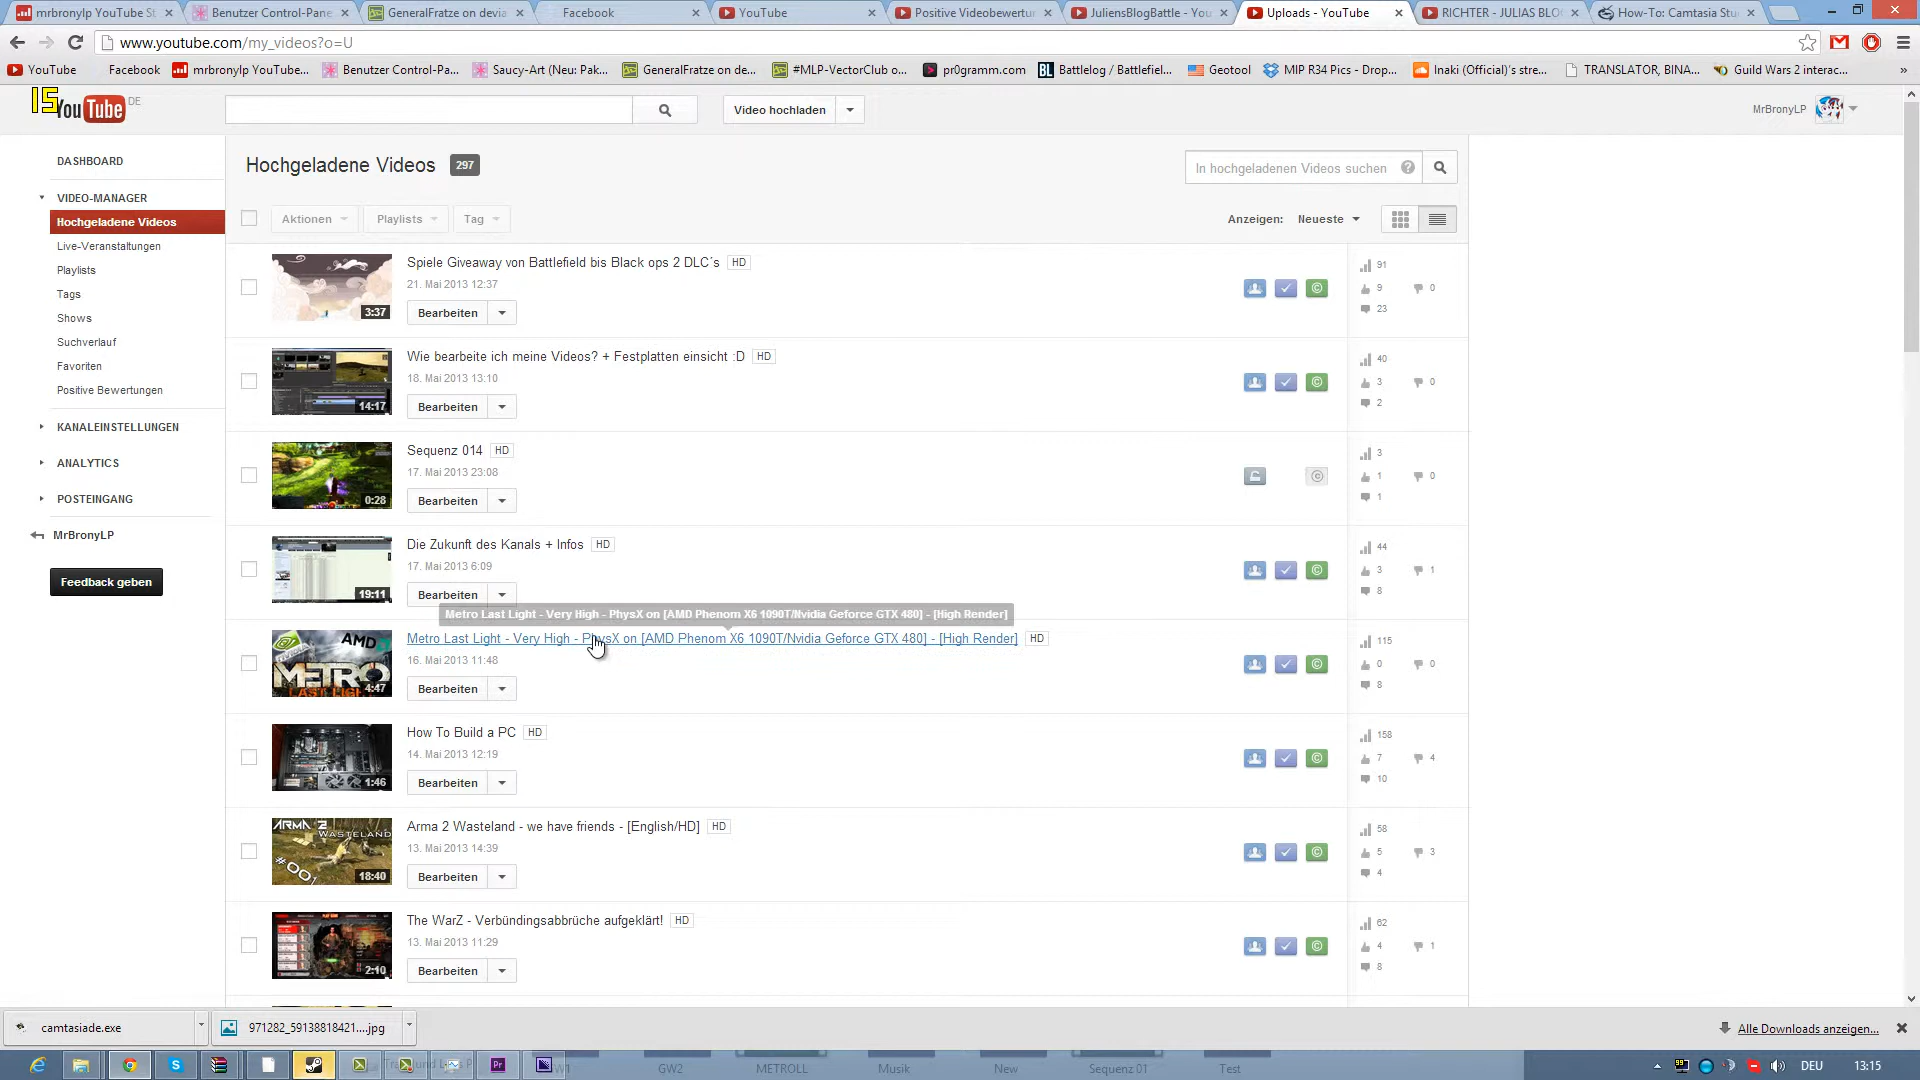 mrbronylp YouTube St
Benutzer Control-Pane
GeneralFratze on devia
Facebook
YouTube
Positive Videobewertun
JuliensBlogBattle - You
Uploads - YouTube
RICHTER - JULIAS BLO
How-To: Camtasia Stu
www.youtube.com/my_videos?o=U
YouTube
Facebook
mrbronylp YouTube...
Benutzer Control-Pa...
Saucy-Art (Neu: Pak...
GeneralFratze on de...
#MLP-VectorClub o...
pr0gramm.com
Battlelog / Battlefiel...
Geotool
MIP R34 Pics - Drop...
Inaki (Official)'s stre...
TRANSLATOR, BINA...
Guild Wars 2 interac...
15
YouTube DE
Video hochladen
MrBronyLP
DASHBOARD
VIDEO-MANAGER
Hochgeladene Videos
Live-Veranstaltungen
Playlists
Tags
Shows
Suchverlauf
Favoriten
Positive Bewertungen
KANALEINSTELLUNGEN
ANALYTICS
POSTEINGANG
MrBronyLP
Feedback geben
Hochgeladene Videos 297
In hochgeladenen Videos suchen ?
Aktionen
Playlists
Tag
Anzeigen: Neueste
Spiele Giveaway von Battlefield bis Black ops 2 DLC´s HD
21. Mai 2013 12:37
Bearbeiten
3:37
91
9 0
23
Wie bearbeite ich meine Videos? + Festplatten einsicht :D HD
18. Mai 2013 13:10
Bearbeiten
14:17
40
3 0
2
Sequenz 014 HD
17. Mai 2013 23:08
Bearbeiten
0:28
3
1 0
1
Die Zukunft des Kanals + Infos HD
17. Mai 2013 6:09
Bearbeiten
19:11
44
3 1
8
Metro Last Light - Very High - PhysX on [AMD Phenom X6 1090T/Nvidia Geforce GTX 480] - [High Render]
Metro Last Light - Very High - PhysX on [AMD Phenom X6 1090T/Nvidia Geforce GTX 480] - [High Render] HD
16. Mai 2013 11:48
Bearbeiten
AMD
METRO
LAST LIGH
4:47
115
0 0
8
How To Build a PC HD
14. Mai 2013 12:19
Bearbeiten
1:46
158
7 4
10
Arma 2 Wasteland - we have friends - [English/HD] HD
13. Mai 2013 14:39
Bearbeiten
ARMA 2
WASTELAND
#001
18:40
58
5 3
4
The WarZ - Verbündingsabbrüche aufgeklärt! HD
13. Mai 2013 11:29
Bearbeiten
2:10
62
4 1
8
camtasiade.exe
971282_59138818421....jpg
Alle Downloads anzeigen...
GW2
METROLL
Musik
New
Sequenz 01
Test
DEU
13:15